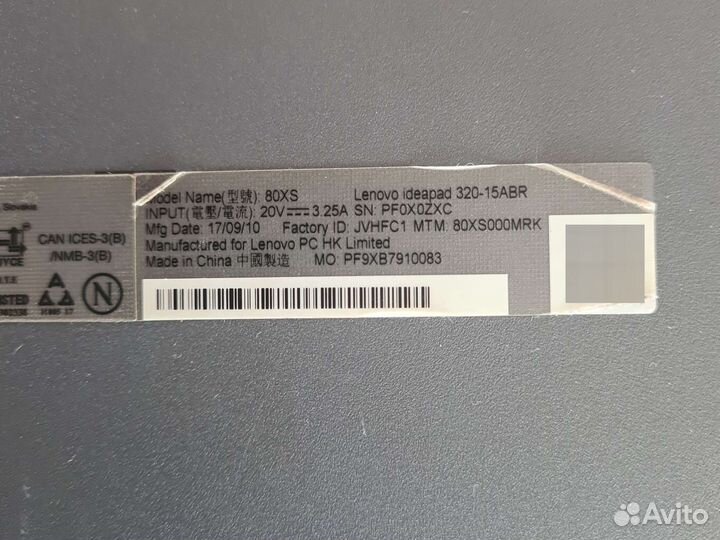 Slovakia
CAN ICES-3(B)
/NMB-3(B)
N
Model Name(型號): 80XS Lenovo ideapad 320-15ABR
INPUT(電壓/電流): 20V 3.25A SN: PF0X0ZXC
Mfg Date: 17/09/10 Factory ID: JVHFC1 MTM: 80XS000MRK
Manufactured for Lenovo PC HK Limited
Made in China 中國製造 MO: PF9XB7910083
Avito